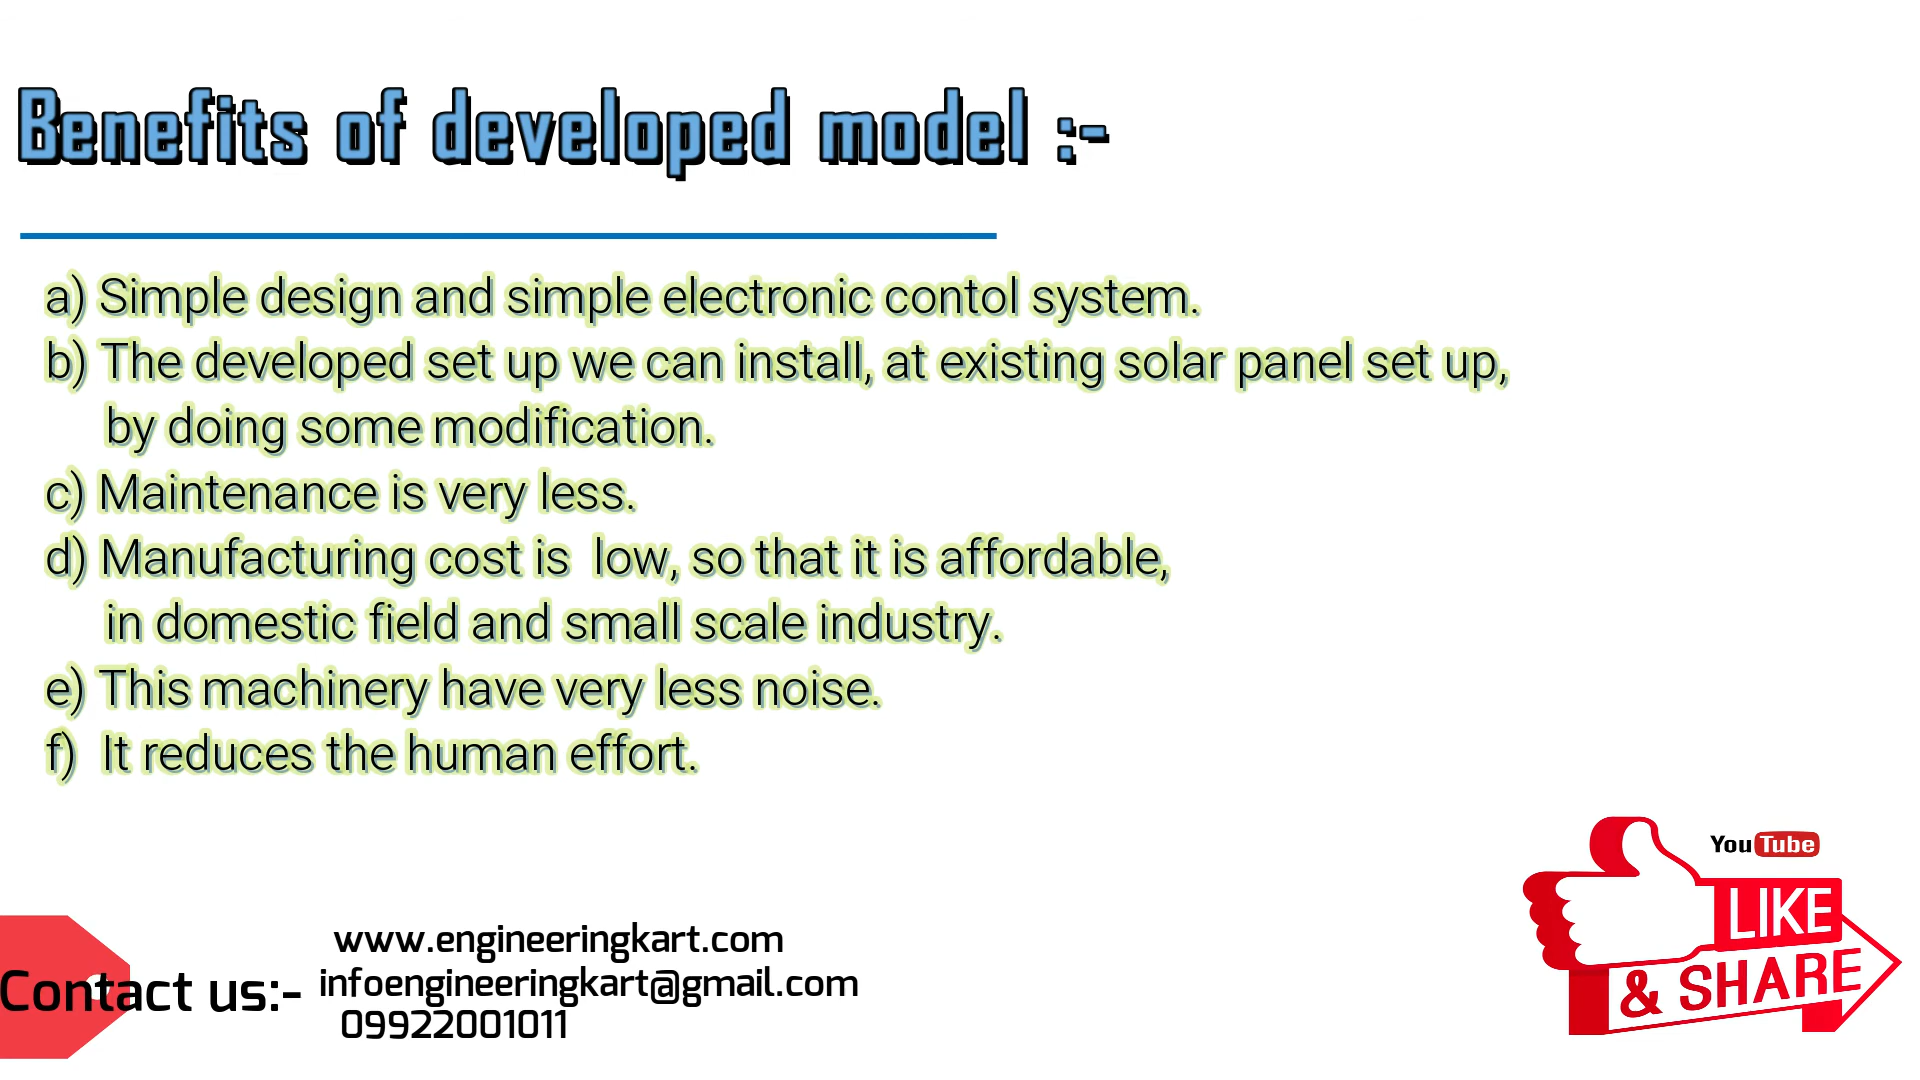 Benefits of developed model :-
a) Simple design and simple electronic contol system.
b) The developed set up we can install, at existing solar panel set up,
by doing some modification.
c) Maintenance is very less.
d) Manufacturing cost is  low, so that it is affordable,
in domestic field and small scale industry.
e) This machinery have very less noise.
f)  It reduces the human effort.
YouTube
LIKE
& SHARE
Contact us:-
www.engineeringkart.com
infoengineeringkart@gmail.com
09922001011